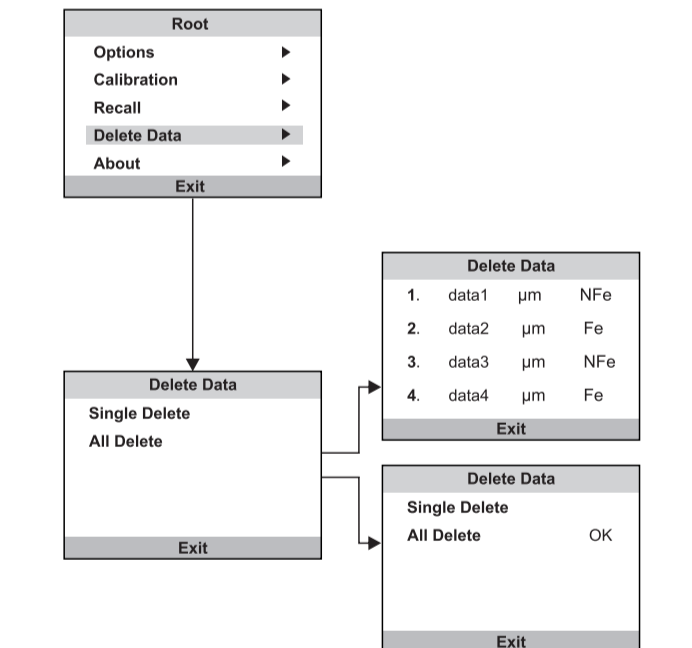 Root
Options
Calibration
Recall
Delete Data
About
Exit
Delete Data
Single Delete
All Delete
Exit
Delete Data
1. data1 µm NFe
2. data2 µm Fe
3. data3 µm NFe
4. data4 µm Fe
Exit
Delete Data
Single Delete
All Delete OK
Exit